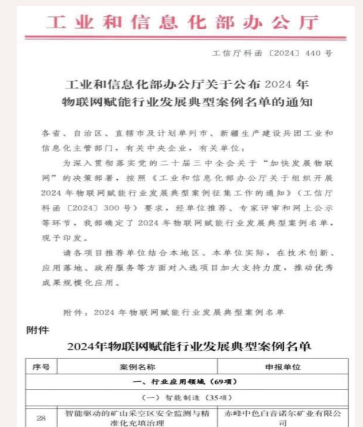 工业和信息化部办公厅
工信厅科函〔2024〕440号
工业和信息化部办公厅关于公布2024年
物联网赋能行业发展典型案例名单的通知
各省、自治区、直辖市及计划单列市、新疆生产建设兵团工业和
信息化主管部门，有关中央企业，有关单位：
为深入贯彻落实党的二十届三中全会关于“加快发展物联
网”的决策部署，按照《工业和信息化部办公厅关于组织开展
2024年物联网赋能行业发展典型案例征集工作的通知》（工信厅
科函〔2024〕300号）要求，经单位推荐、专家评审和网上公示
等环节，我部确定了2024年物联网赋能行业发展典型案例名单，
现予印发。
请各项目推荐单位结合本地区、本单位实际，在技术创新、
应用落地、政府服务等方面对入选项目加大支持力度，推动优秀
成果规模化应用。
附件：2024年物联网赋能行业发展典型案例名单
附件
2024年物联网赋能行业发展典型案例名单
序号 案例名称 申报单位
一、行业应用领域（69项）
（一）智能制造（35项）
28 智能驱动的矿山采空区安全监测与精准化充填治理 赤峰中色白音诺尔矿业有限公司